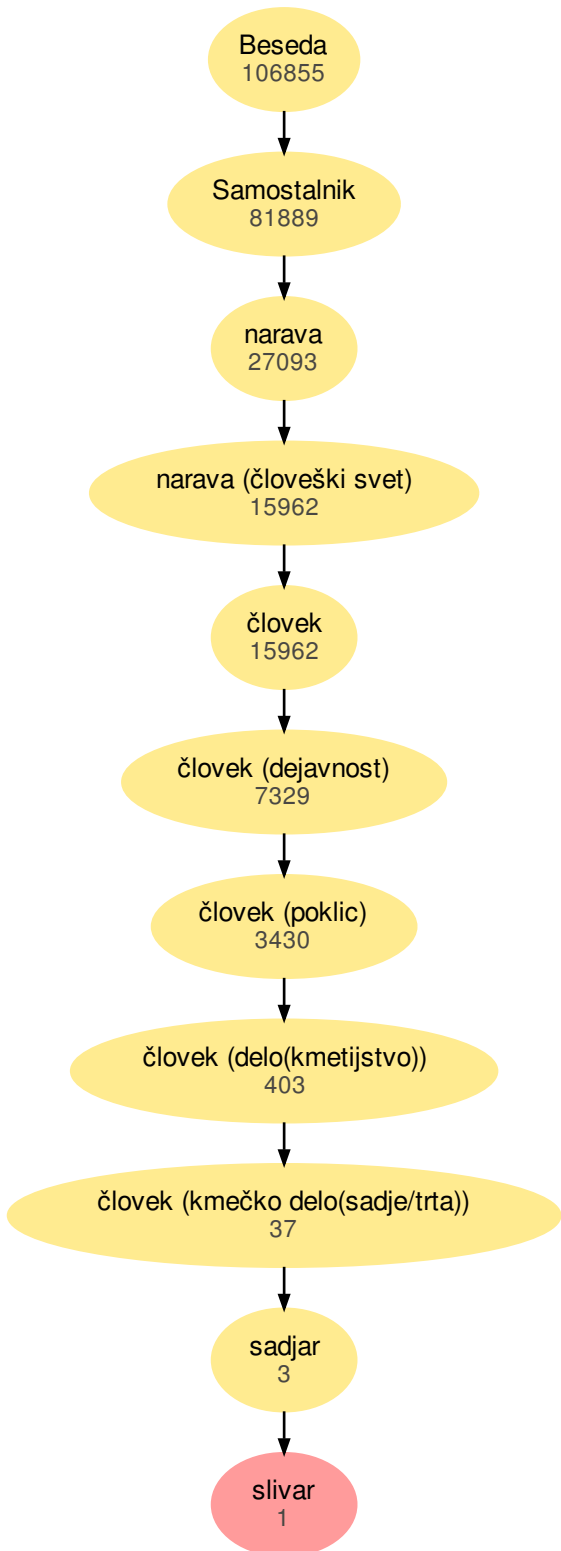 Beseda
106855
Samostalnik
81889
narava
27093
narava (človeški svet)
15962
človek
15962
človek (dejavnost)
7329
človek (poklic)
3430
človek (delo(kmetijstvo))
403
človek (kmečko delo(sadje/trta))
37
sadjar
3
slivar
1